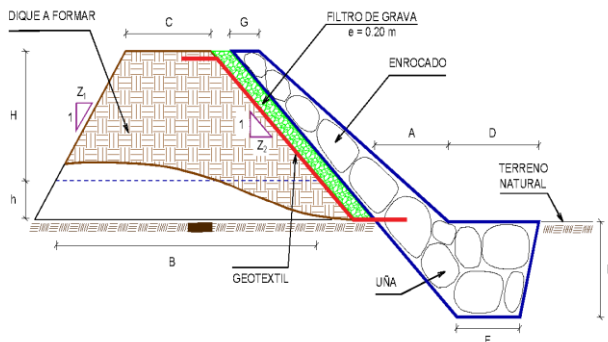 DIQUE A FORMAR
C
G
FILTRO DE GRAVA
e = 0.20 m
ENROCADO
H
Z1
1
1
Z2
A
D
TERRENO
NATURAL
h
B
GEOTEXTIL
UÑA